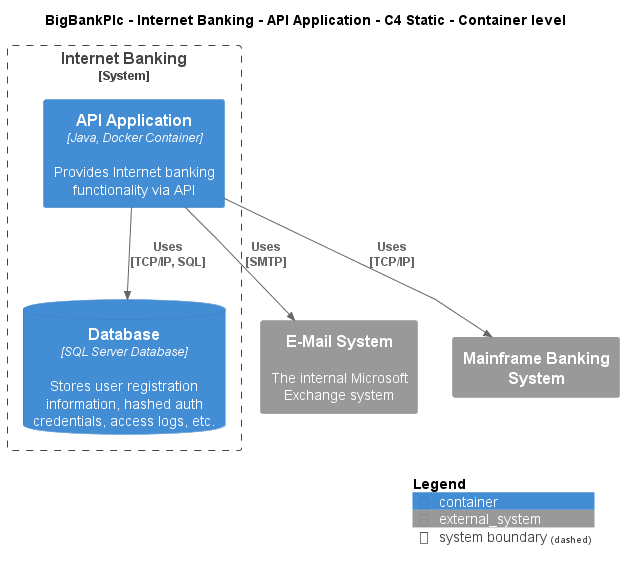 BigBankPlc - Internet Banking - API Application - C4 Static - Container level
Internet Banking
[System]
API Application
[Java, Docker Container]
Provides Internet banking
functionality via API
Uses
[TCP/IP, SQL]
Uses
[SMTP]
Uses
[TCP/IP]
Database
[SQL Server Database]
Stores user registration
information, hashed auth
credentials, access logs, etc.
E-Mail System
The internal Microsoft
Exchange system
Mainframe Banking
System
Legend
container
external_system
system boundary (dashed)